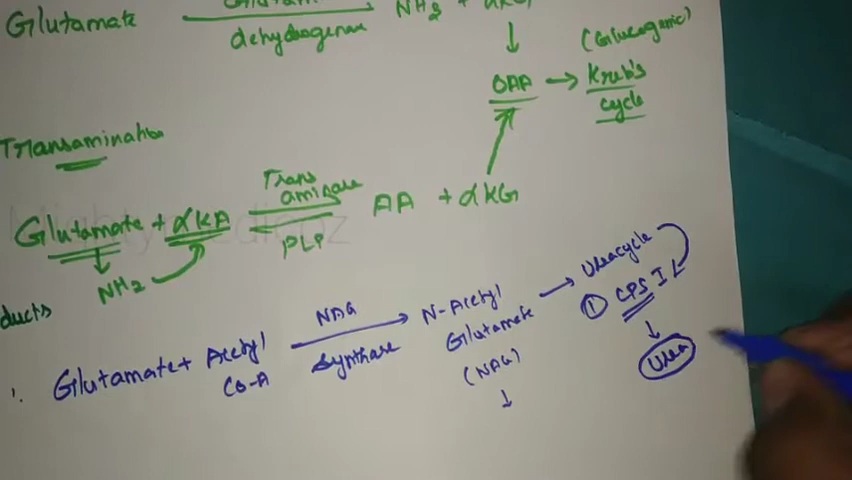 Glutamate dehydrogenase NH3 + αKG
↓
OAA → Kreb's cycle
(Glucogenic)
Transamination
Glutamate + αKA Trans aminase AA + αKG
PLP
NH2
ducts
1. Glutamate + Acetyl Co-A NAG Synthase N-Acetyl Glutamate (NAG)
↓
→ Urea cycle
① CPS I
↓
Urea